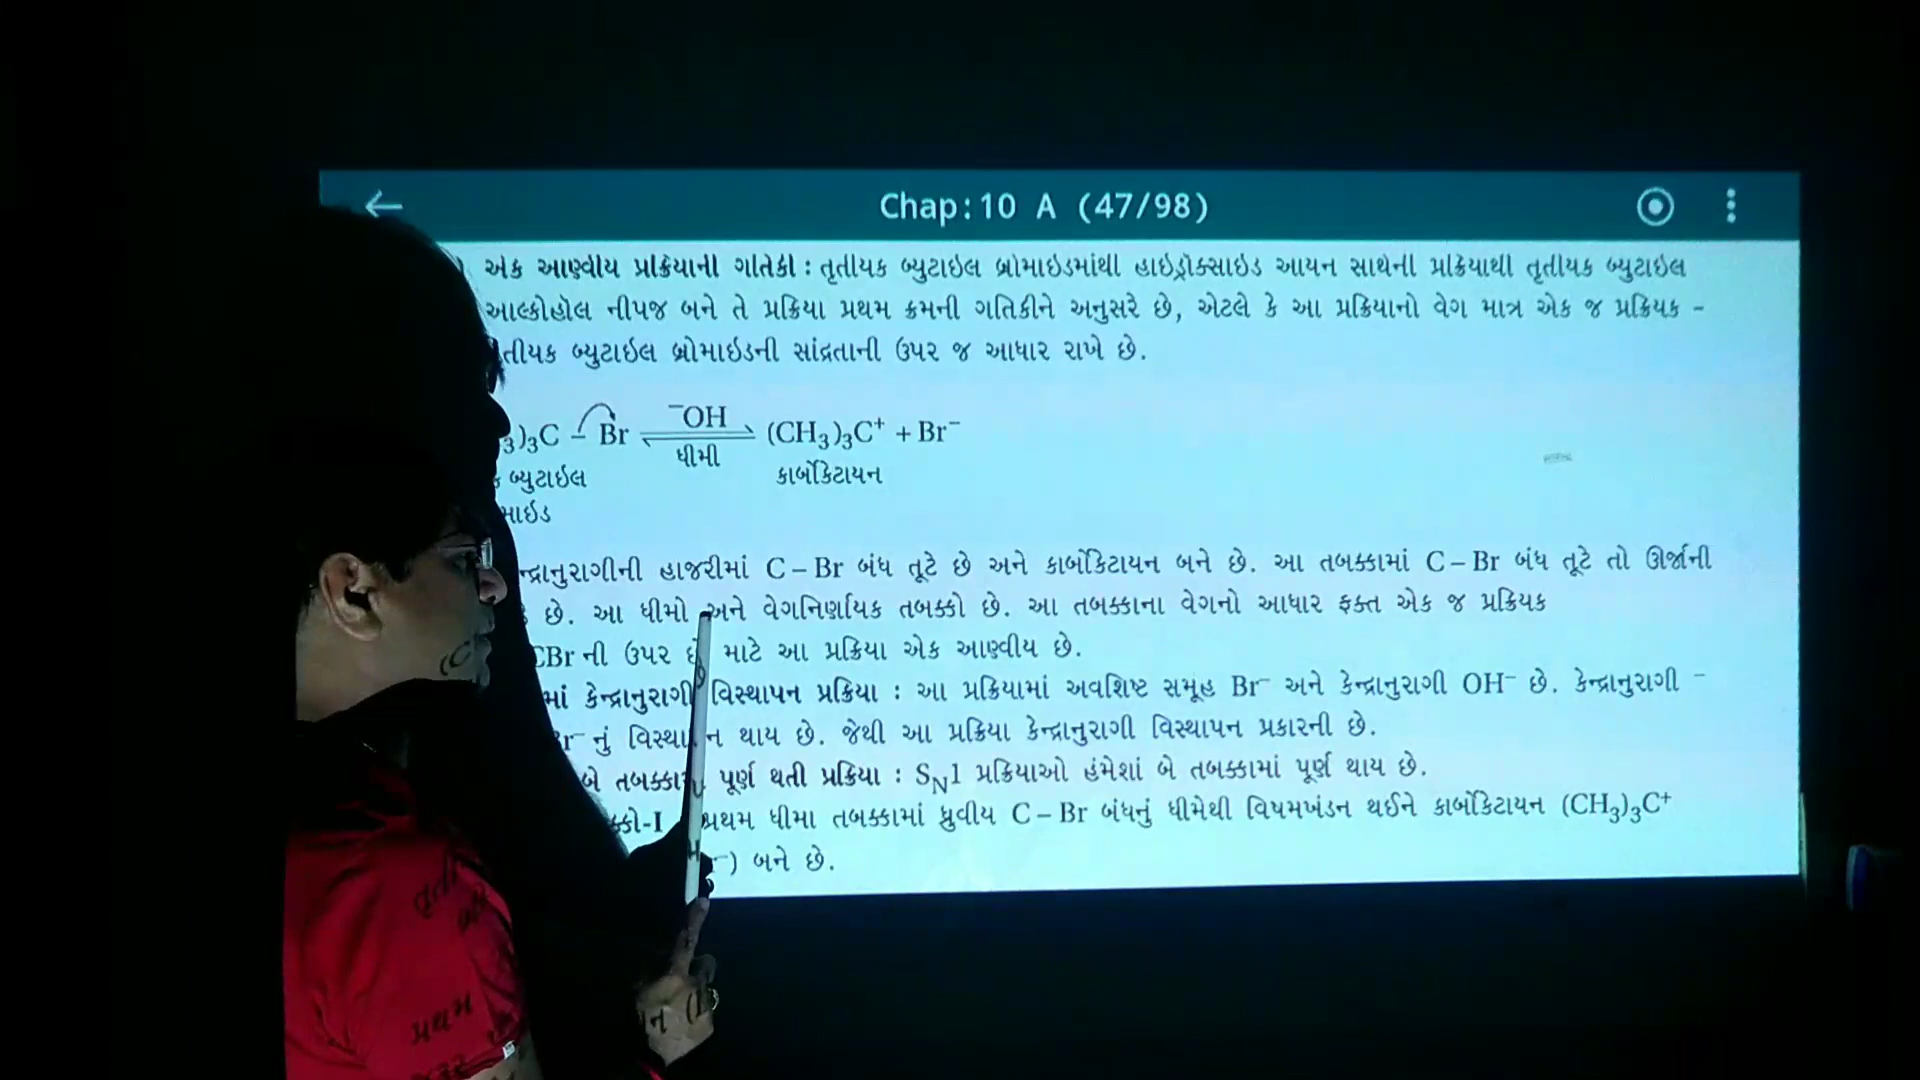 Chap:10 A (47/98)
એક આણ્વીય પ્રક્રિયાની ગતિકી : તૃતીયક બ્યુટાઇલ બ્રોમાઇડમાંથી હાઇડ્રૉક્સાઇડ આયન સાથેની પ્રક્રિયાથી તૃતીયક બ્યુટાઇલ
આલ્કોહૉલ નીપજ બને તે પ્રક્રિયા પ્રથમ ક્રમની ગતિકીને અનુસરે છે, એટલે કે આ પ્રક્રિયાનો વેગ માત્ર એક જ પ્રક્રિયક -
તીયક બ્યુટાઇલ બ્રોમાઇડની સાંદ્રતાની ઉપર જ આધાર રાખે છે.
⁻OH
₃)₃C – Br ⇌ (CH₃)₃C⁺ + Br⁻
ધીમી
બ્યુટાઇલ કાર્બોકેટાયન
માઇડ
ન્દ્રાનુરાગીની હાજરીમાં C – Br બંધ તૂટે છે અને કાર્બોકેટાયન બને છે. આ તબક્કામાં C – Br બંધ તૂટે તો ઊર્જાની
છે. આ ધીમો અને વેગનિર્ણાયક તબક્કો છે. આ તબક્કાના વેગનો આધાર ફક્ત એક જ પ્રક્રિયક
CBr ની ઉપર છે માટે આ પ્રક્રિયા એક આણ્વીય છે.
માં કેન્દ્રાનુરાગી વિસ્થાપન પ્રક્રિયા : આ પ્રક્રિયામાં અવશિષ્ટ સમૂહ Br⁻ અને કેન્દ્રાનુરાગી OH⁻ છે. કેન્દ્રાનુરાગી -
Br⁻ નું વિસ્થાપન થાય છે. જેથી આ પ્રક્રિયા કેન્દ્રાનુરાગી વિસ્થાપન પ્રકારની છે.
બે તબક્કામાં પૂર્ણ થતી પ્રક્રિયા : S_N1 પ્રક્રિયાઓ હંમેશાં બે તબક્કામાં પૂર્ણ થાય છે.
ક્કો-I પ્રથમ ધીમા તબક્કામાં ધ્રુવીય C – Br બંધનું ધીમેથી વિષમખંડન થઈને કાર્બોકેટાયન (CH₃)₃C⁺
⁻) બને છે.